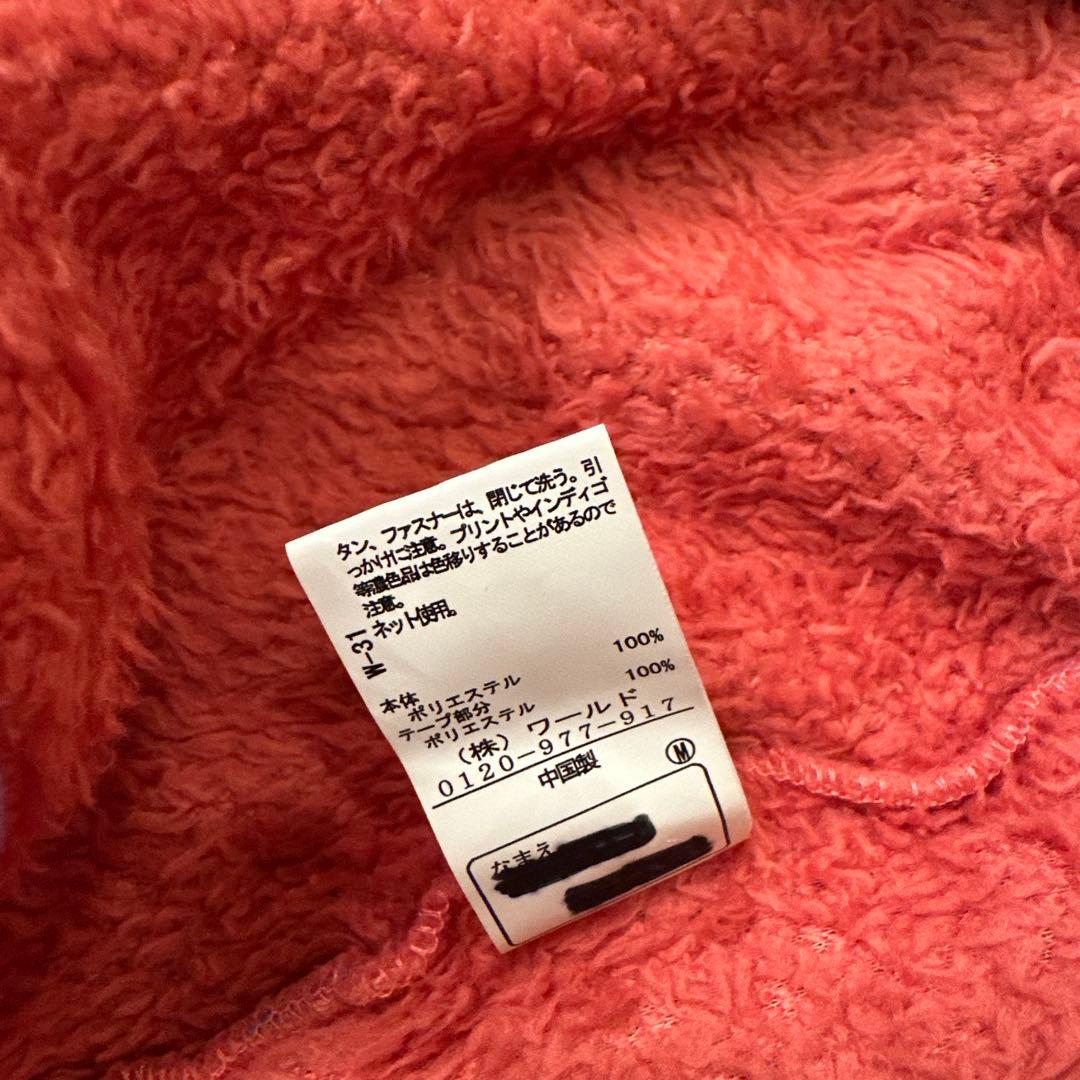 タン、ファスナーは、閉じて洗う。引
っかけに注意。プリントやインディゴ
等濃色品は色移りすることがあるので
注意。
ネット使用。
W-31
本体
ポリエステル 100%
テープ部分
ポリエステル 100%
(株) ワールド
0120-977-917
中国製 M
なまえ